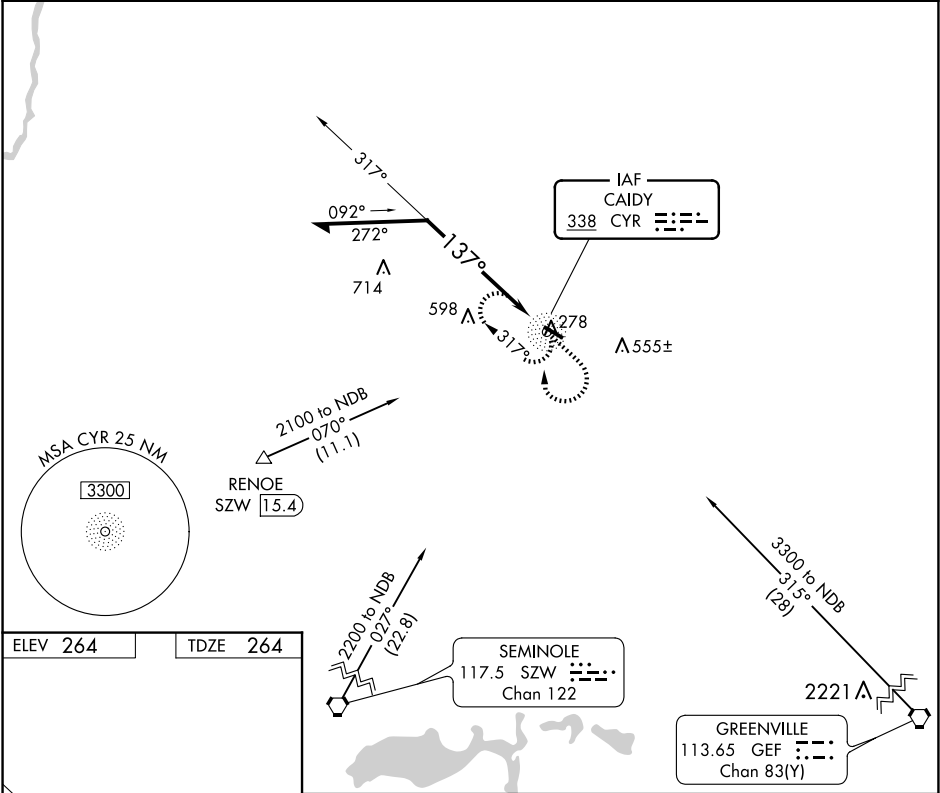 317°
092°
272°
137°
IAF
CAIDY
338 CYR
714
598
278
317°
555±
2100 to NDB
070°
(11.1)
MSA CYR 25 NM
3300
RENOE
SZW 15.4
3300 to NDB
315°
(28)
2200 to NDB
027°
(22.8)
ELEV 264
TDZE 264
SEMINOLE
117.5 SZW
Chan 122
2221
GREENVILLE
113.65 GEF
Chan 83(Y)